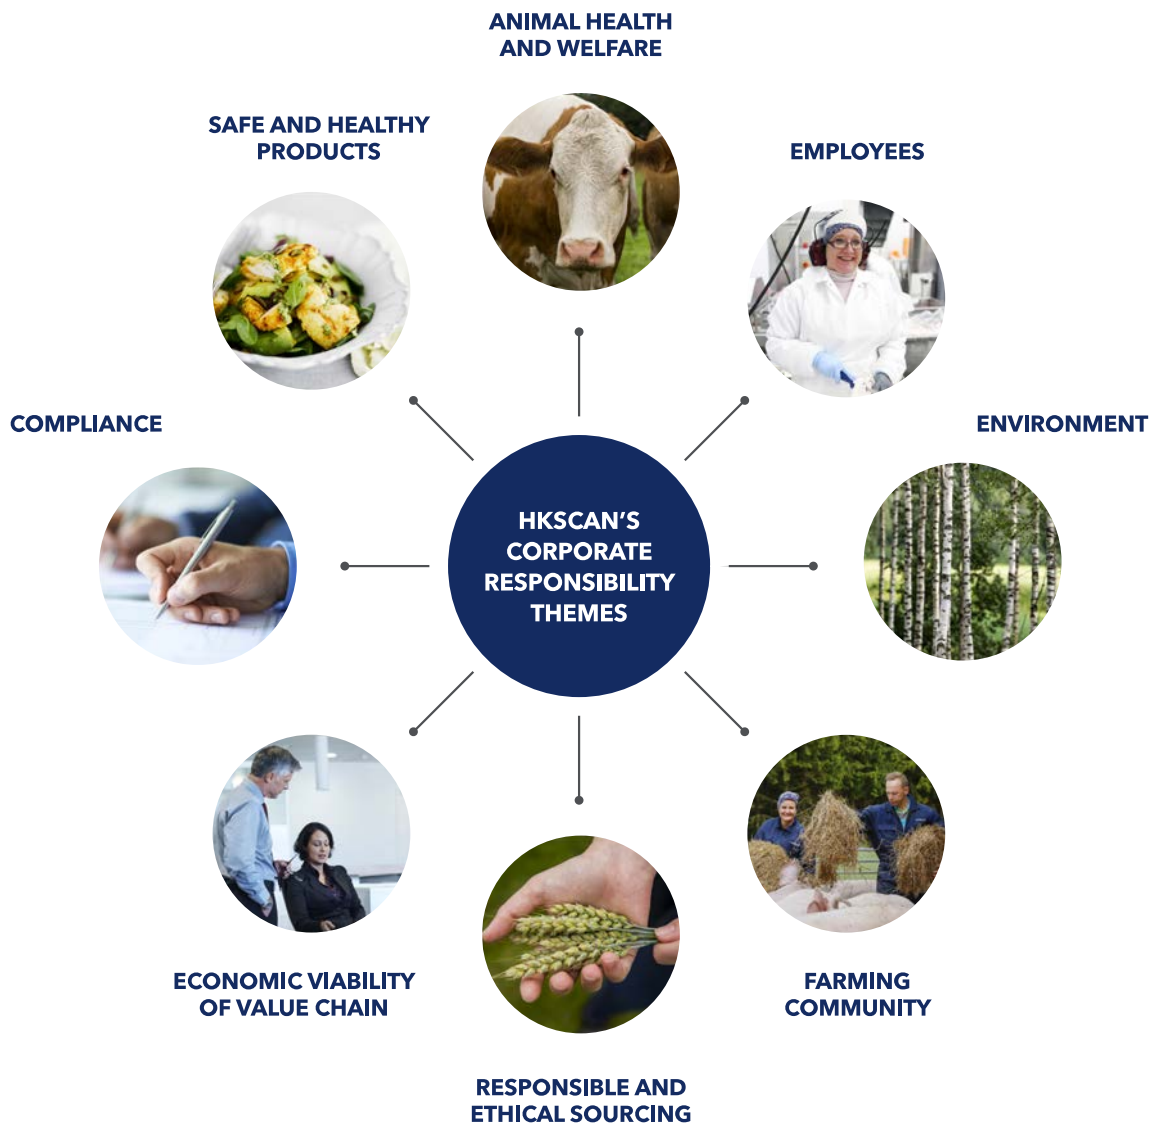 ANIMAL HEALTH
AND WELFARE
SAFE AND HEALTHY
PRODUCTS
EMPLOYEES
COMPLIANCE
ENVIRONMENT
HKSCAN'S
CORPORATE
RESPONSIBILITY
THEMES
ECONOMIC VIABILITY
OF VALUE CHAIN
FARMING
COMMUNITY
RESPONSIBLE AND
ETHICAL SOURCING